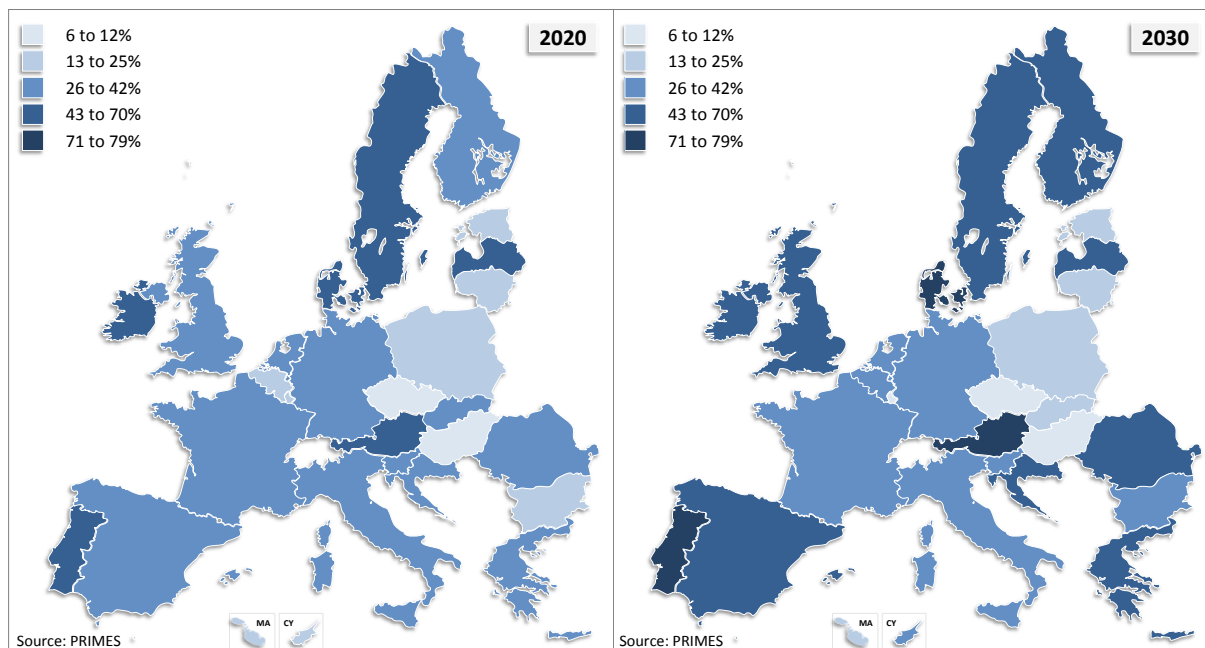 2020
6 to 12%
13 to 25%
26 to 42%
43 to 70%
71 to 79%
MA
CY
Source: PRIMES
2030
6 to 12%
13 to 25%
26 to 42%
43 to 70%
71 to 79%
MA
CY
Source: PRIMES